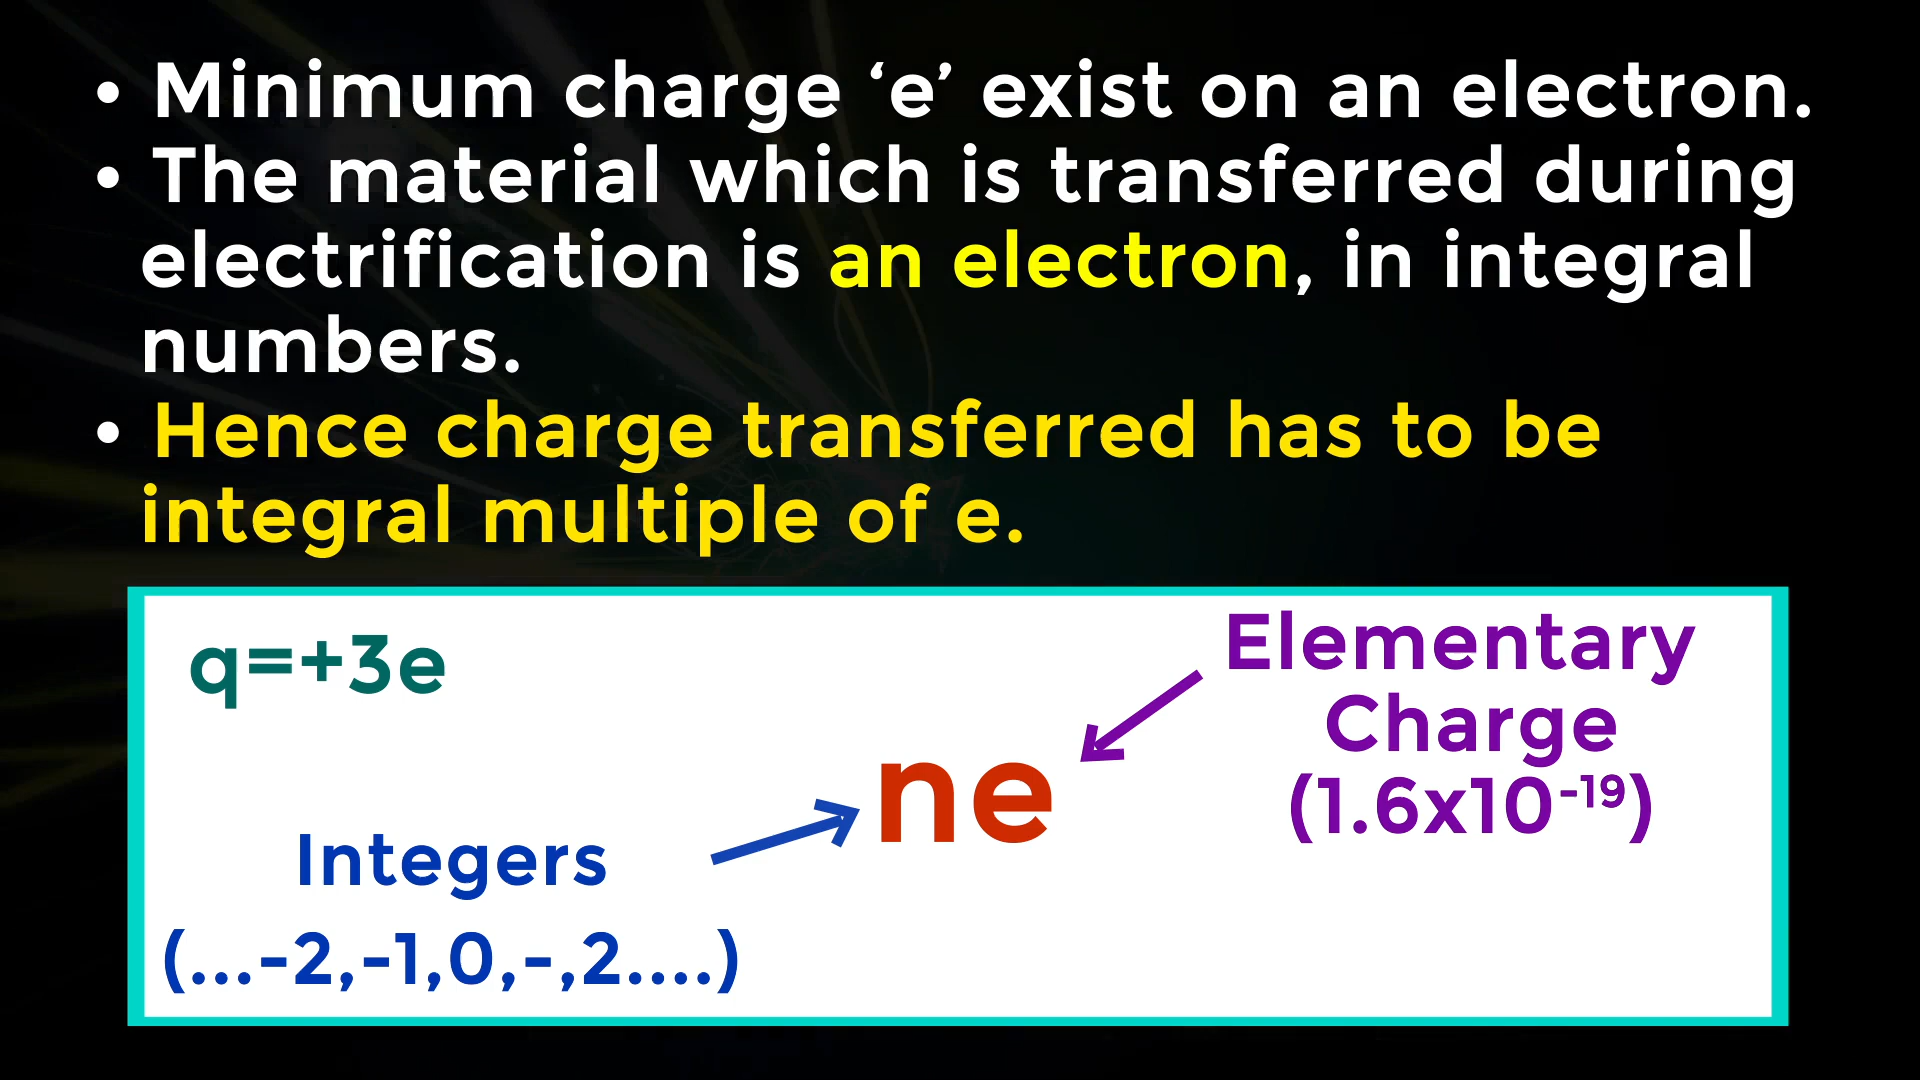 • Minimum charge ‘e’ exist on an electron.
• The material which is transferred during
electrification is an electron, in integral
numbers.
• Hence charge transferred has to be
integral multiple of e.
q=+3e
Elementary
Charge
(1.6x10⁻¹⁹)
ne
Integers
(...-2,-1,0,-,2....)